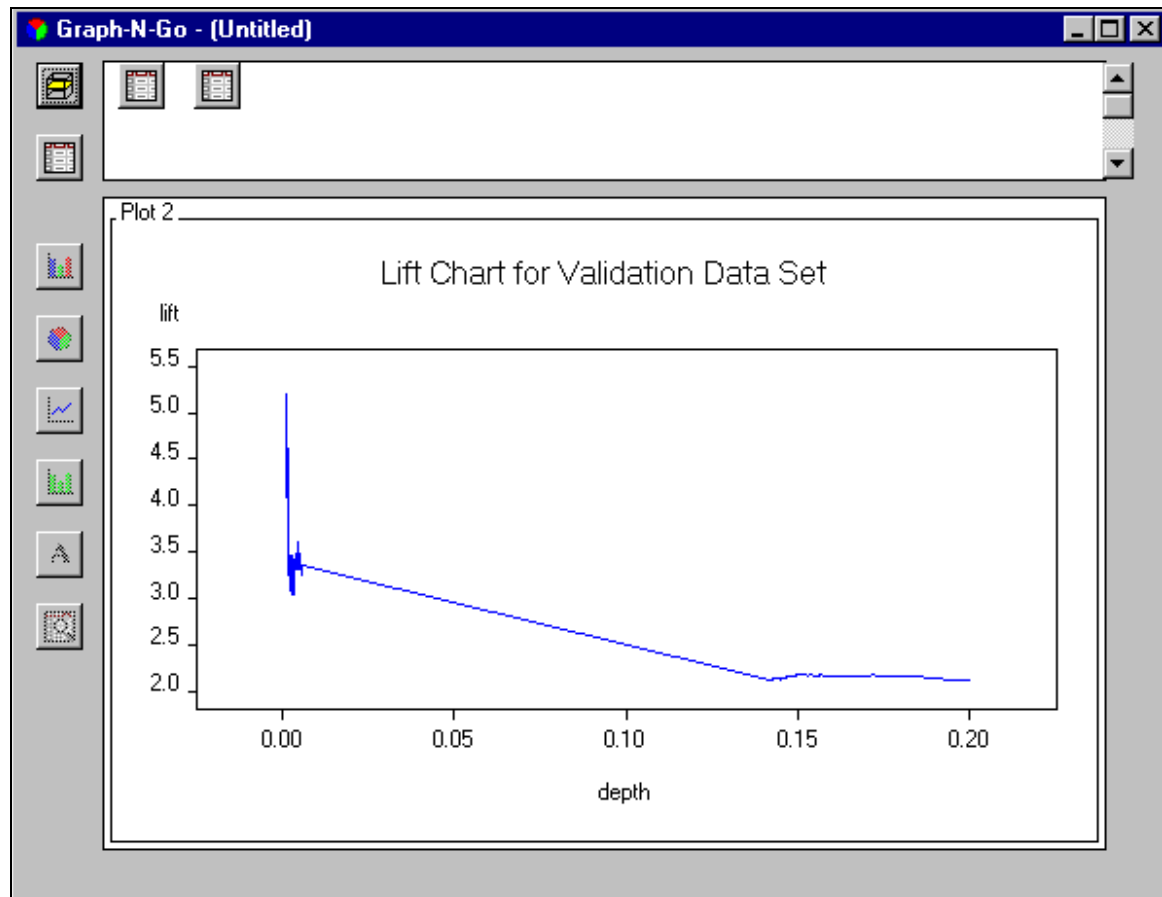 Graph-N-Go - (Untitled)
Plot 2
Lift Chart for Validation Data Set
lift
5.5
5.0
4.5
4.0
3.5
3.0
2.5
2.0
0.00 0.05 0.10 0.15 0.20
depth
A